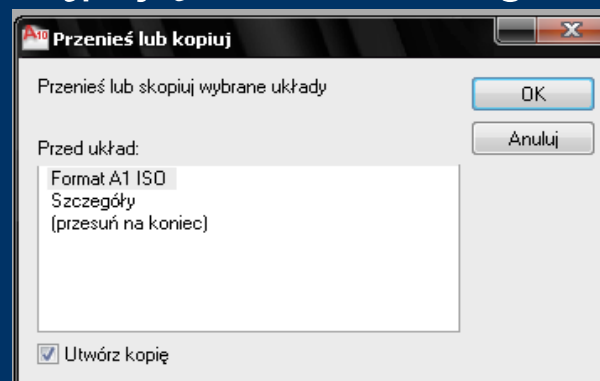 A10 Przenieś lub kopiuj
Przenieś lub skopiuj wybrane układy
OK
Anuluj
Przed układ:
Format A1 ISO
Szczegóły
(przesuń na koniec)
Utwórz kopię